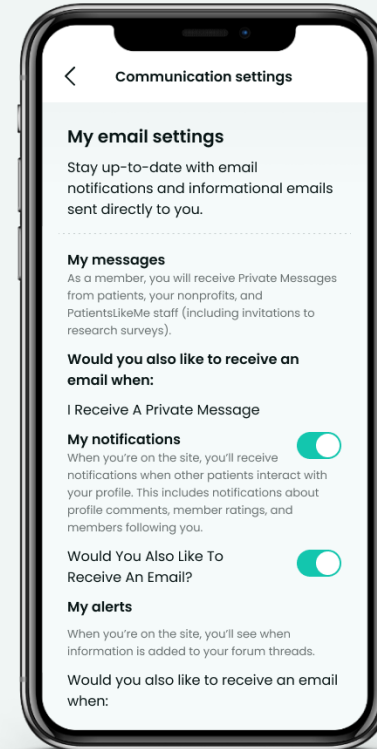 Communication settings
My email settings
Stay up-to-date with email
notifications and informational emails
sent directly to you.
My messages
As a member, you will receive Private Messages
from patients, your nonprofits, and
PatientsLikeMe staff (including invitations to
research surveys).
Would you also like to receive an
email when:
I Receive A Private Message
My notifications
When you're on the site, you'll receive
notifications when other patients interact with
your profile. This includes notifications about
profile comments, member ratings, and
members following you.
Would You Also Like To
Receive An Email?
My alerts
When you're on the site, you'll see when
information is added to your forum threads.
Would you also like to receive an email
when: